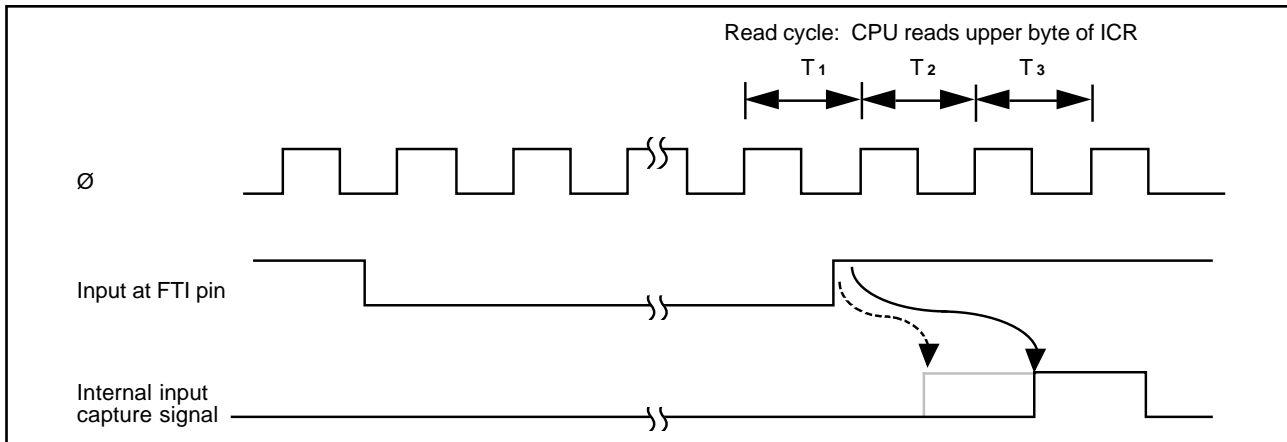 Read cycle: CPU reads upper byte of ICR
T1 T2 T3
Ø
Input at FTI pin
Internal input
capture signal